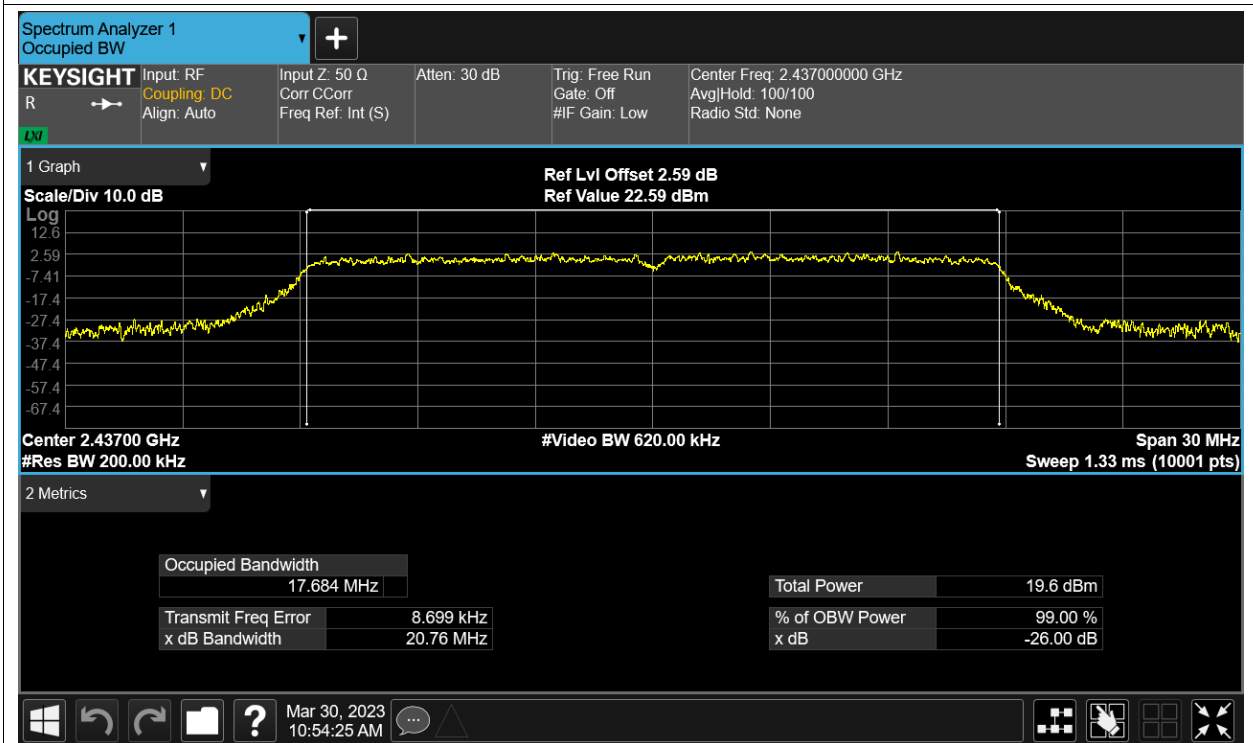 Spectrum Analyzer 1
Occupied BW
KEYSIGHT
R
LXI
Input: RF
Coupling: DC
Align: Auto
Input Z: 50 Ω
Corr CCorr
Freq Ref: Int (S)
Atten: 30 dB
Trig: Free Run
Gate: Off
#IF Gain: Low
Center Freq: 2.437000000 GHz
Avg|Hold: 100/100
Radio Std: None
1 Graph
Scale/Div 10.0 dB
Ref Lvl Offset 2.59 dB
Ref Value 22.59 dBm
Log
12.6
2.59
-7.41
-17.4
-27.4
-37.4
-47.4
-57.4
-67.4
Center 2.43700 GHz
#Res BW 200.00 kHz
#Video BW 620.00 kHz
Span 30 MHz
Sweep 1.33 ms (10001 pts)
2 Metrics
Occupied Bandwidth
17.684 MHz
Transmit Freq Error 8.699 kHz
x dB Bandwidth 20.76 MHz
Total Power 19.6 dBm
% of OBW Power 99.00 %
x dB -26.00 dB
?
Mar 30, 2023
10:54:25 AM